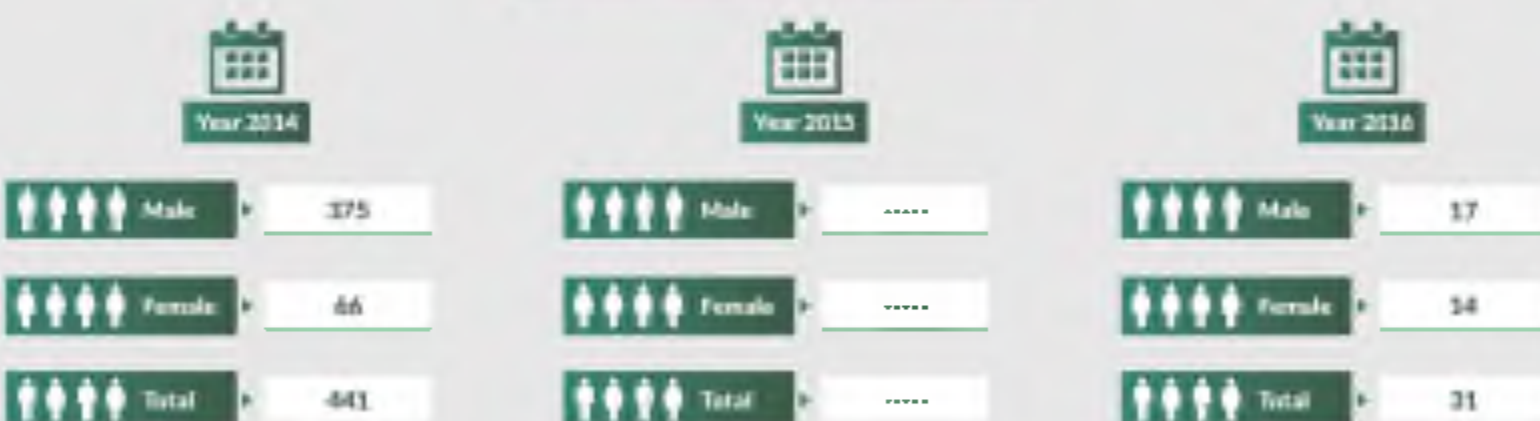 Year 2014 Year 2015 Year 2016
Male 375 Male ----- Male 17
Female 66 Female ----- Female 14
Total 441 Total ----- Total 31